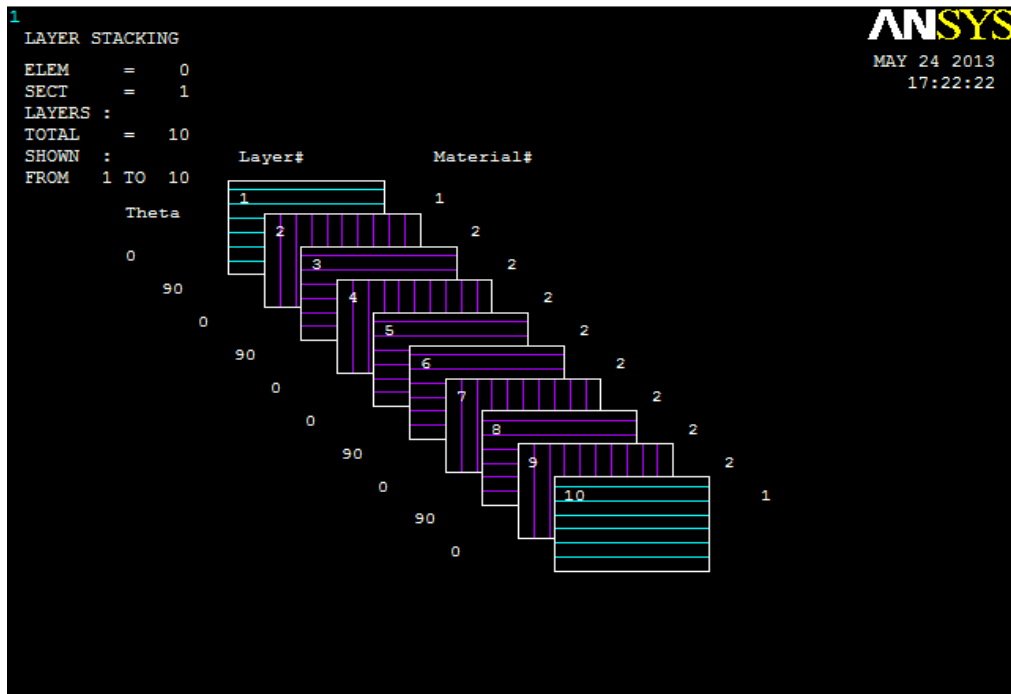 1
LAYER STACKING
ANSYS
MAY 24 2013
17:22:22
ELEM = 0
SECT = 1
LAYERS :
TOTAL = 10
SHOWN :
FROM 1 TO 10
Layer# Material#
Theta
1 1
2 2
0
3 2
90
4 2
0
5 2
90
6 2
0
7 2
0
8 2
90
9 2
0
10 1
90
0